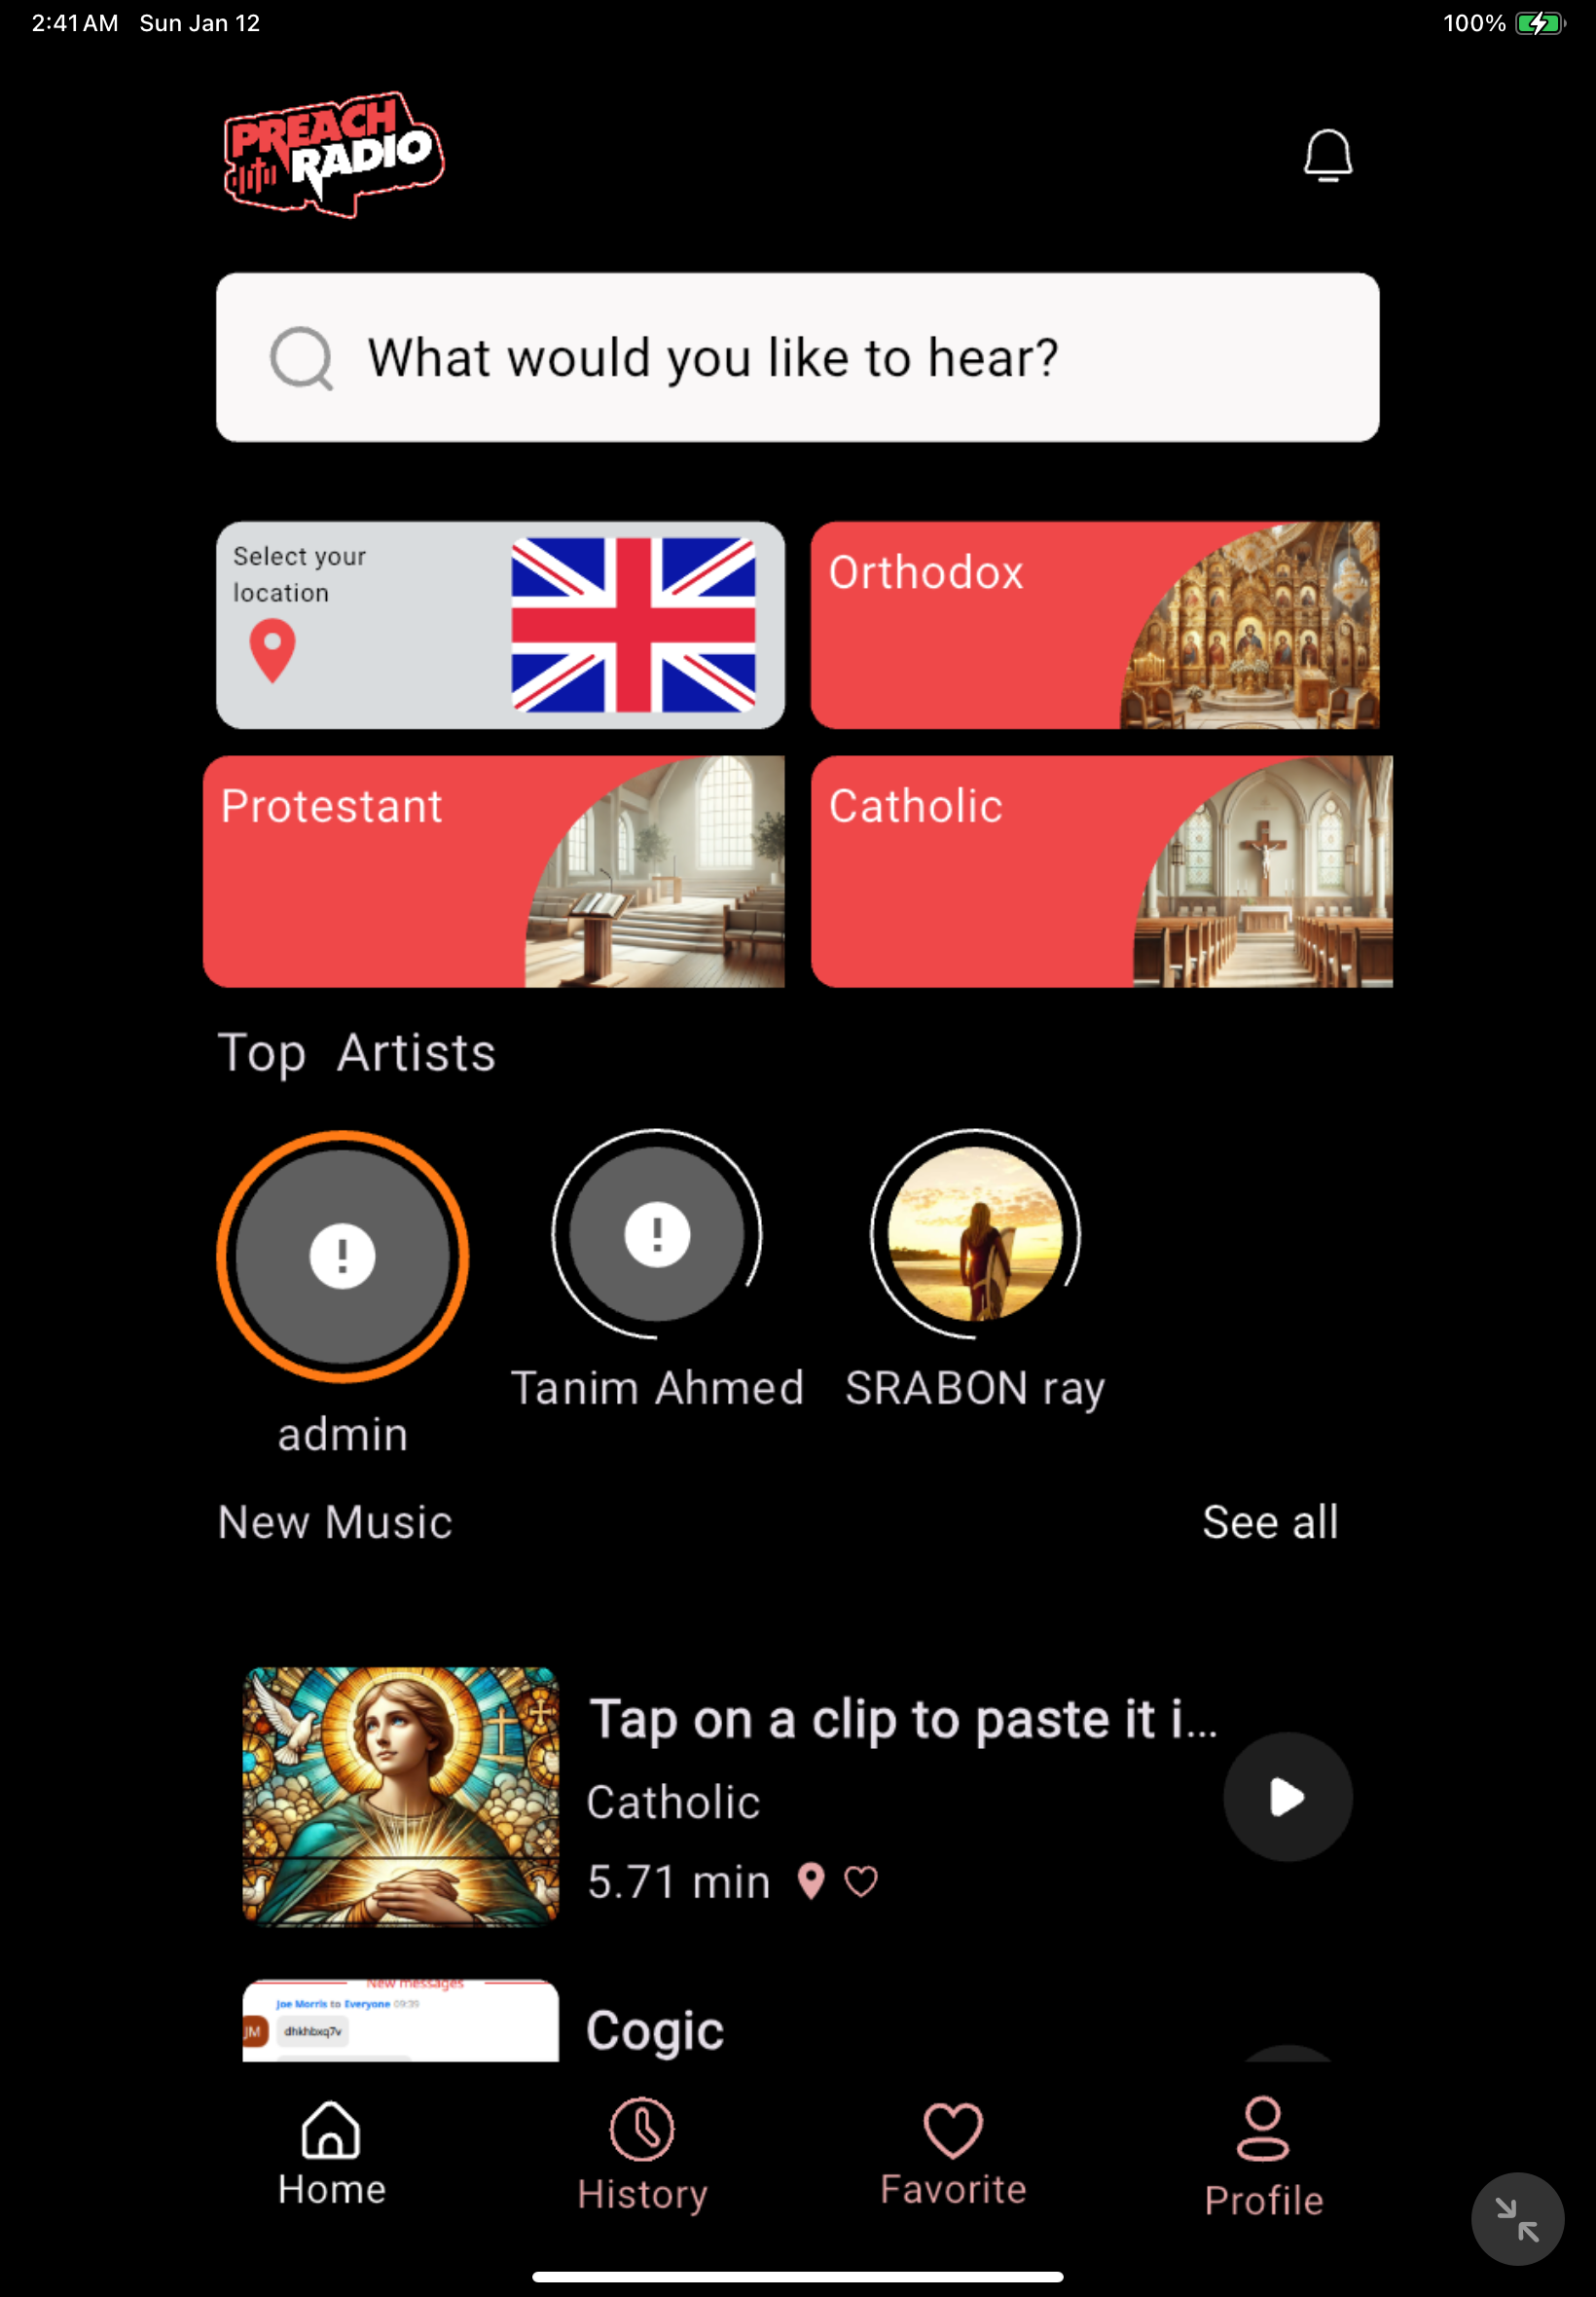 2:41 AM Sun Jan 12
100%
PREACH
RADIO
What would you like to hear?
Select your
location
Orthodox
Protestant
Catholic
Top Artists
admin
Tanim Ahmed
SRABON ray
New Music
See all
Tap on a clip to paste it i...
Catholic
5.71 min
New messages
Joe Morris to Everyone 09:39
JM
dhkhbxq7v
Cogic
Home
History
Favorite
Profile